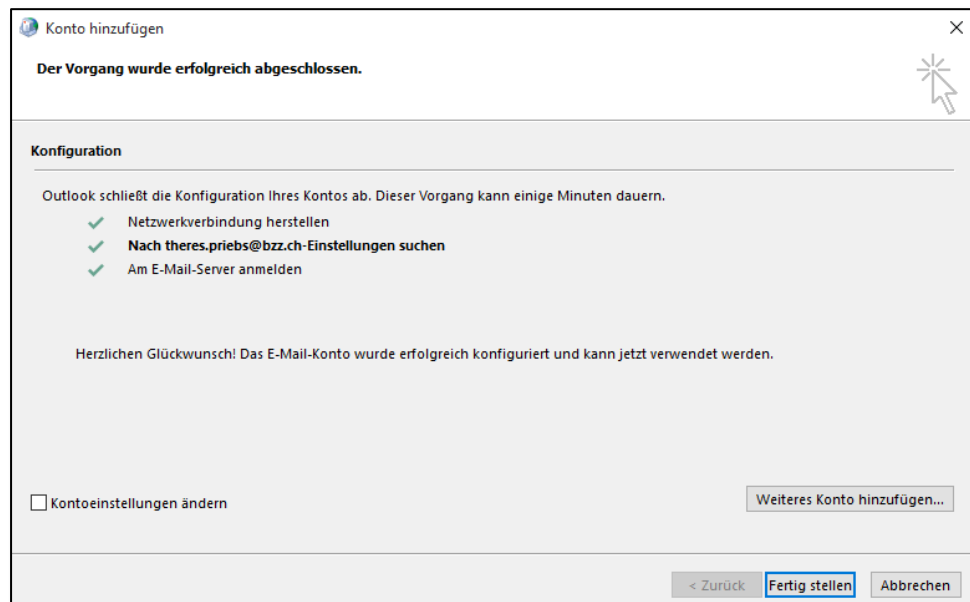 Konto hinzufügen
Der Vorgang wurde erfolgreich abgeschlossen.
Konfiguration
Outlook schließt die Konfiguration Ihres Kontos ab. Dieser Vorgang kann einige Minuten dauern.
Netzwerkverbindung herstellen
Nach theres.priebs@bzz.ch-Einstellungen suchen
Am E-Mail-Server anmelden
Herzlichen Glückwunsch! Das E-Mail-Konto wurde erfolgreich konfiguriert und kann jetzt verwendet werden.
Kontoeinstellungen ändern
Weiteres Konto hinzufügen...
< Zurück
Fertig stellen
Abbrechen